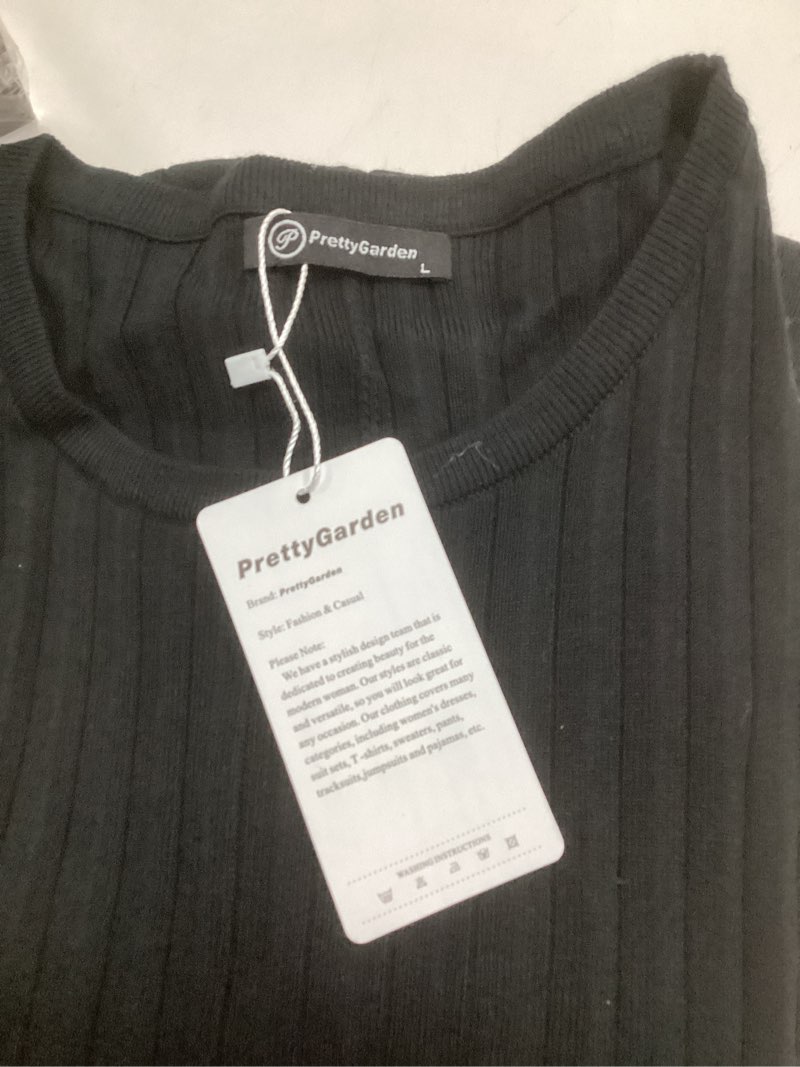 P PrettyGarden
L
PrettyGarden
Brand: PrettyGarden
Style: Fashion & Casual
Please Note:
We have a stylish design team that is
dedicated to creating beauty for the
modern woman. Our styles are classic
and versatile, so you will look great for
any occasion. Our clothing covers many
categories, including women's dresses,
suit sets, T -shirts, sweaters, pants,
tracksuits,jumpsuits and pajamas, etc.
WASHING INSTRUCTIONS